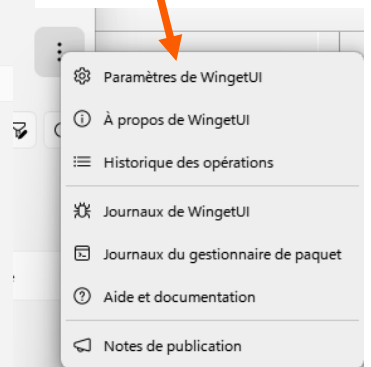 Paramètres de WingetUI
À propos de WingetUI
Historique des opérations
Journaux de WingetUI
Journaux du gestionnaire de paquet
Aide et documentation
Notes de publication